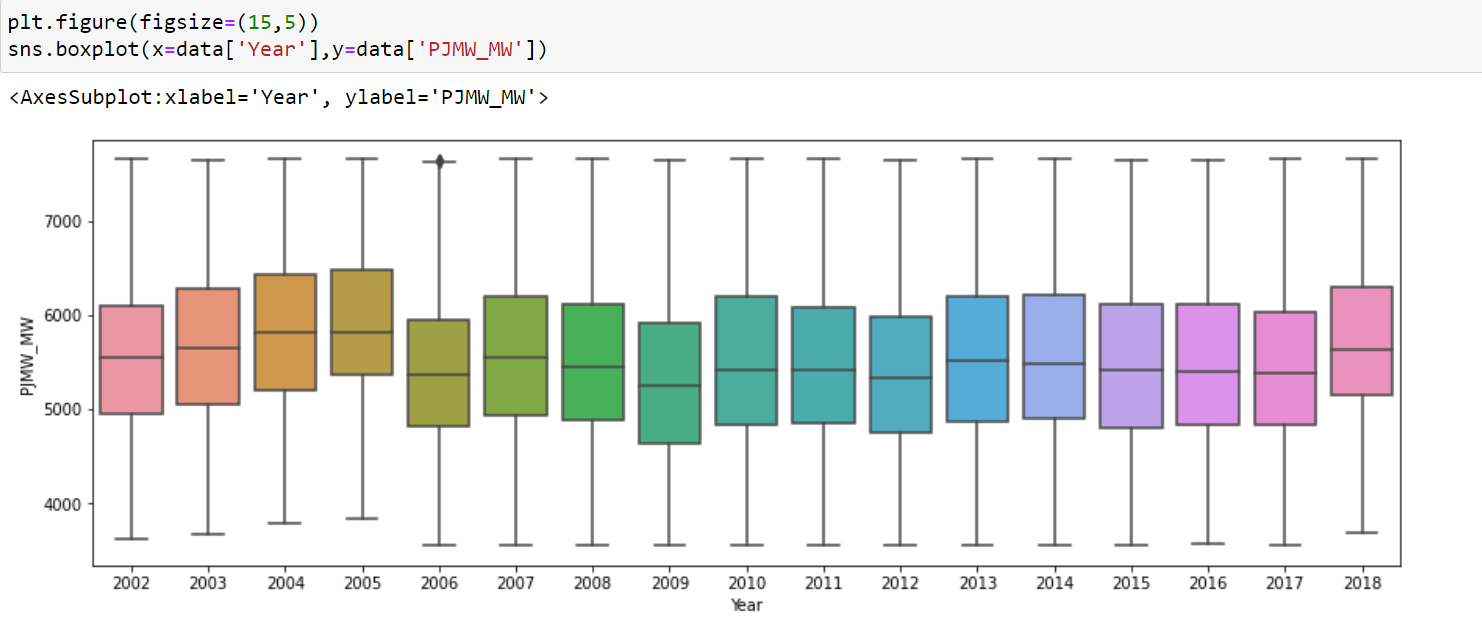 plt.figure(figsize=(15,5))
sns.boxplot(x=data['Year'],y=data['PJMW_MW'])
<AxesSubplot:xlabel='Year', ylabel='PJMW_MW'>
7000
6000
5000
4000
PJMW_MW
2002 2003 2004 2005 2006 2007 2008 2009 2010 2011 2012 2013 2014 2015 2016 2017 2018
Year